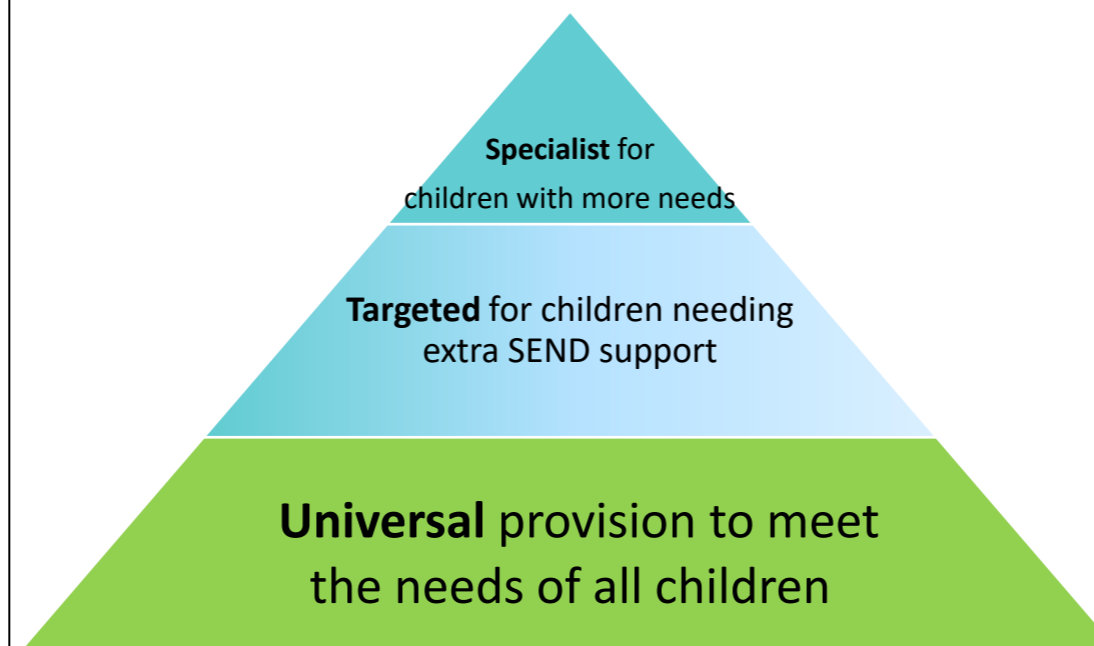 Specialist for
children with more needs
Targeted for children needing
extra SEND support
Universal provision to meet
the needs of all children